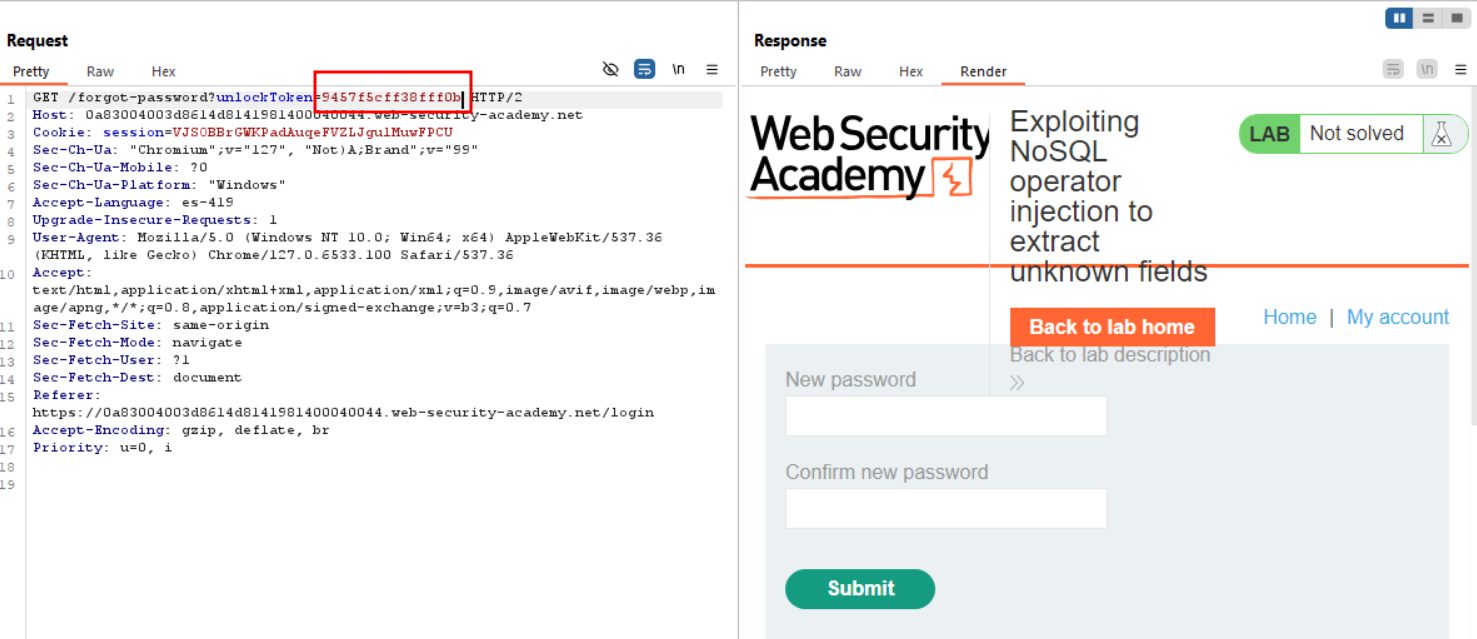 Request
Pretty Raw Hex \n
1 GET /forgot-password?unlockToken=9457f5cff38fff0b HTTP/2
2 Host: 0a83004003d8614d8141981400040044.web-security-academy.net
3 Cookie: session=VJSOBBrGWKPadAuqeFVZLJgulMuwFPCU
4 Sec-Ch-Ua: "Chromium";v="127", "Not)A;Brand";v="99"
5 Sec-Ch-Ua-Mobile: ?0
6 Sec-Ch-Ua-Platform: "Windows"
7 Accept-Language: es-419
8 Upgrade-Insecure-Requests: 1
9 User-Agent: Mozilla/5.0 (Windows NT 10.0; Win64; x64) AppleWebKit/537.36
(KHTML, like Gecko) Chrome/127.0.6533.100 Safari/537.36
10 Accept:
text/html,application/xhtml+xml,application/xml;q=0.9,image/avif,image/webp,im
age/apng,*/*;q=0.8,application/signed-exchange;v=b3;q=0.7
11 Sec-Fetch-Site: same-origin
12 Sec-Fetch-Mode: navigate
13 Sec-Fetch-User: ?1
14 Sec-Fetch-Dest: document
15 Referer:
https://0a83004003d8614d8141981400040044.web-security-academy.net/login
16 Accept-Encoding: gzip, deflate, br
17 Priority: u=0, i
18
19
Response
Pretty Raw Hex Render \n
Web Security
Academy
Exploiting
NoSQL
operator
injection to
extract
unknown fields
LAB Not solved
Back to lab home
Back to lab description
Home | My account
New password
Confirm new password
Submit